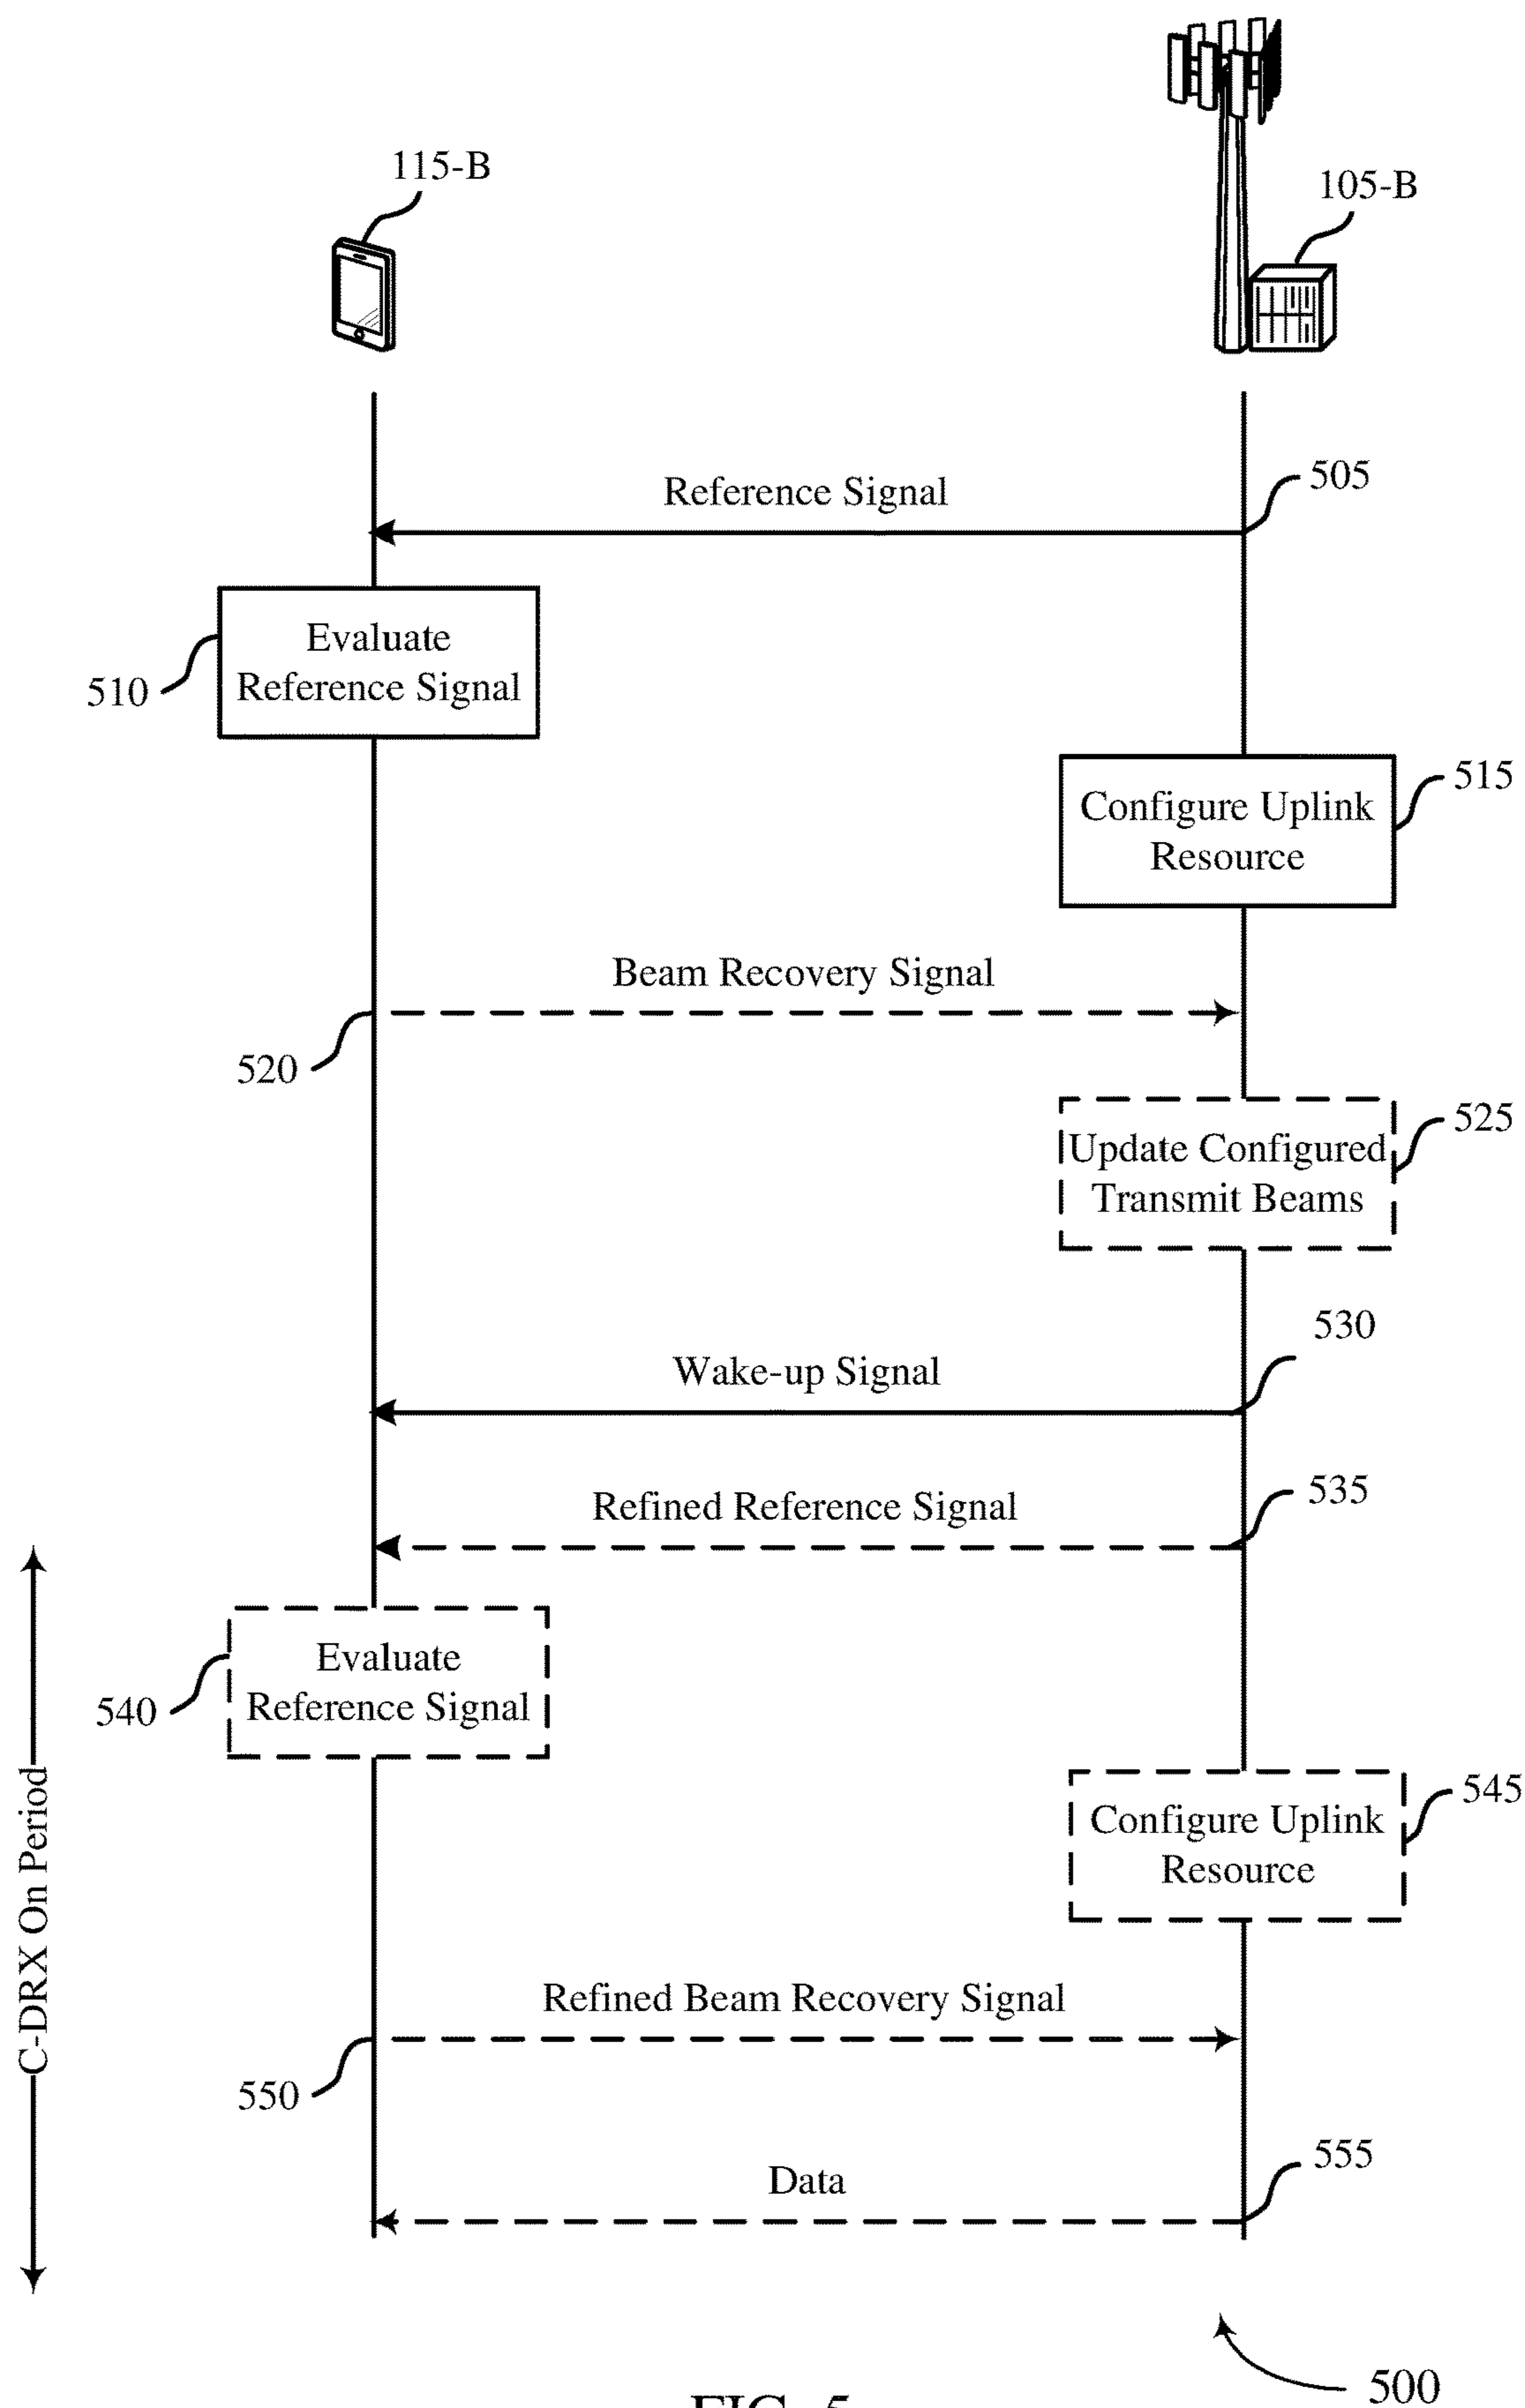 115-B
105-B
Reference Signal
505
Evaluate
Reference Signal
510
Configure Uplink
Resource
515
Beam Recovery Signal
520
Update Configured
Transmit Beams
525
530
Wake-up Signal
535
Refined Reference Signal
Evaluate
Reference Signal
540
Configure Uplink
Resource
545
C-DRX On Period
Refined Beam Recovery Signal
550
555
Data
500
FIG. 5